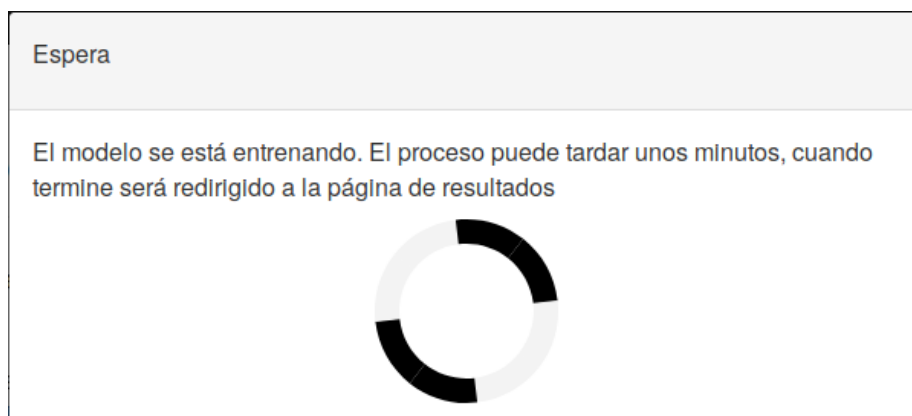 Espera
El modelo se está entrenando. El proceso puede tardar unos minutos, cuando
termine será redirigido a la página de resultados